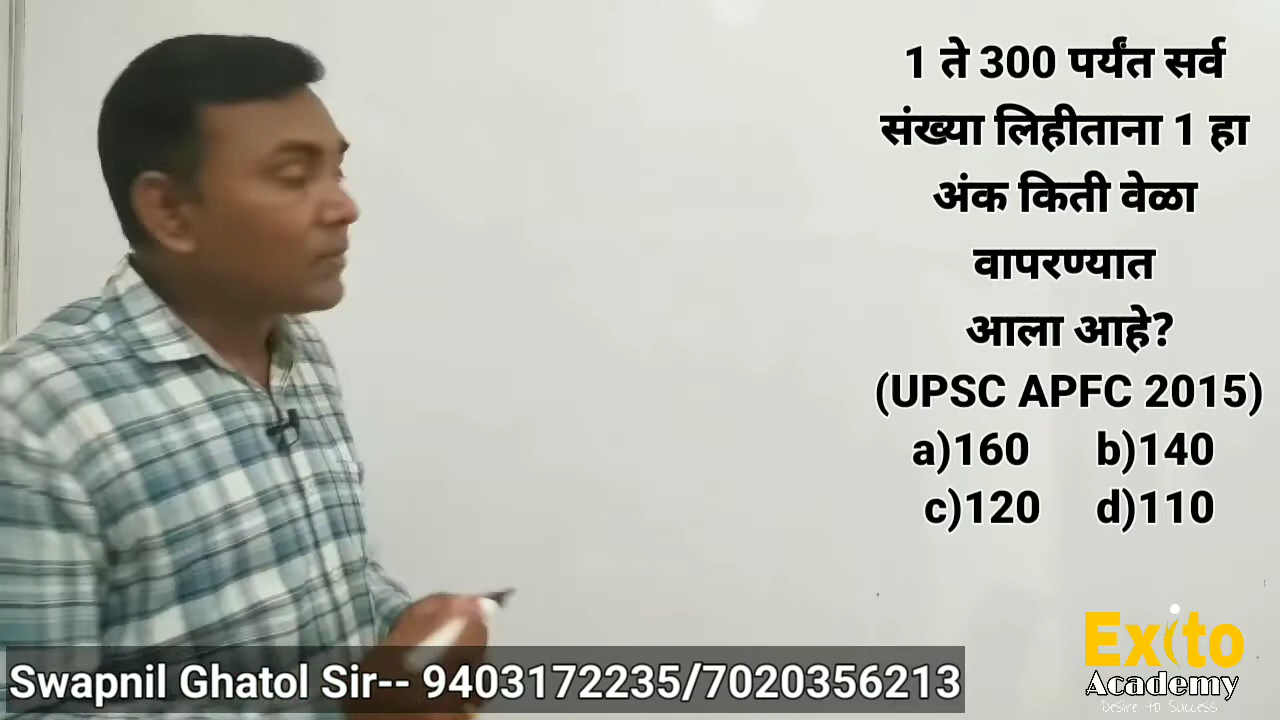 1 ते 300 पर्यंत सर्व
संख्या लिहीताना 1 हा
अंक किती वेळा
वापरण्यात
आला आहे?
(UPSC APFC 2015)
a)160 b)140
c)120 d)110
Exito
Academy
Desire to Success
Swapnil Ghatol Sir-- 9403172235/7020356213